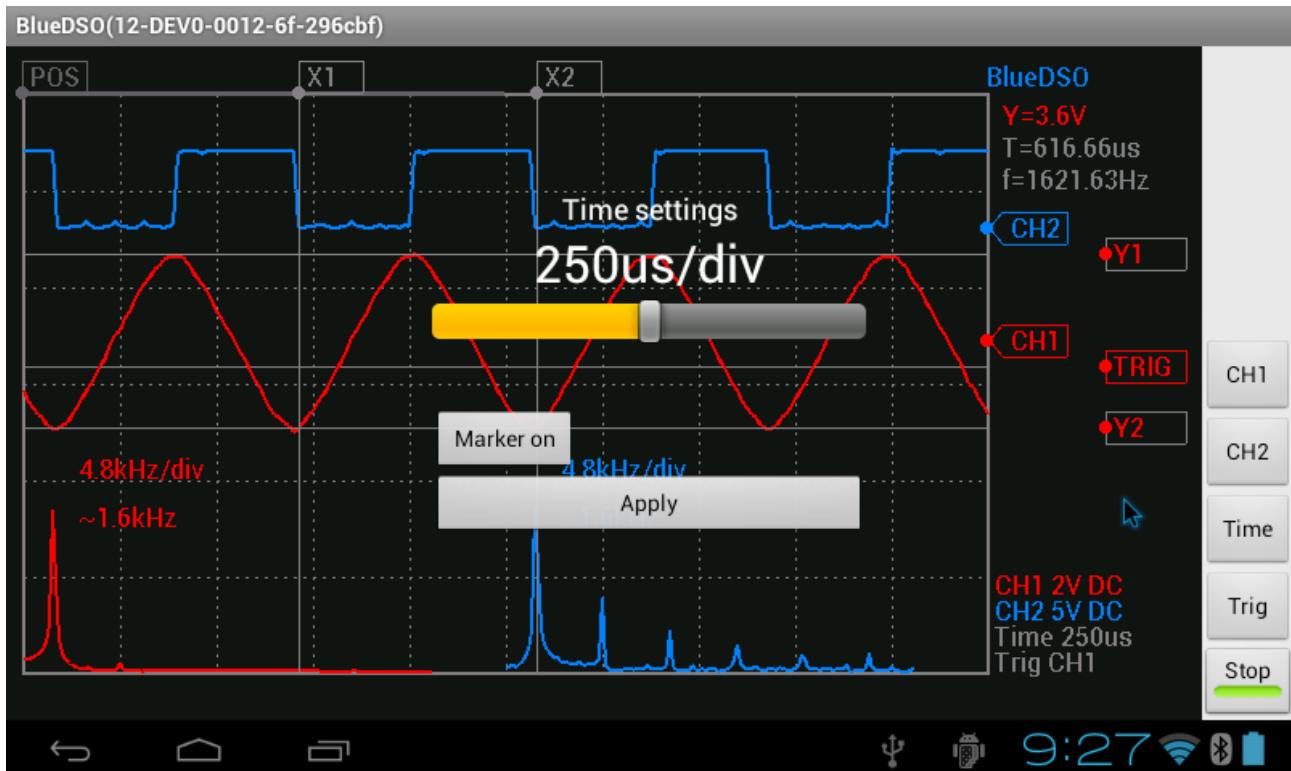 BlueDSO(12-DEV0-0012-6f-296cbf)
POS
X1
X2
BlueDSO
Y=3.6V
T=616.66us
f=1621.63Hz
Time settings
CH2
250us/div
Y1
CH1
TRIG
CH1
Marker on
Y2
CH2
4.8kHz/div
4.8kHz/div
Apply
~1.6kHz
Time
CH1 2V DC
CH2 5V DC
Time 250us
Trig CH1
Trig
Stop
9:27